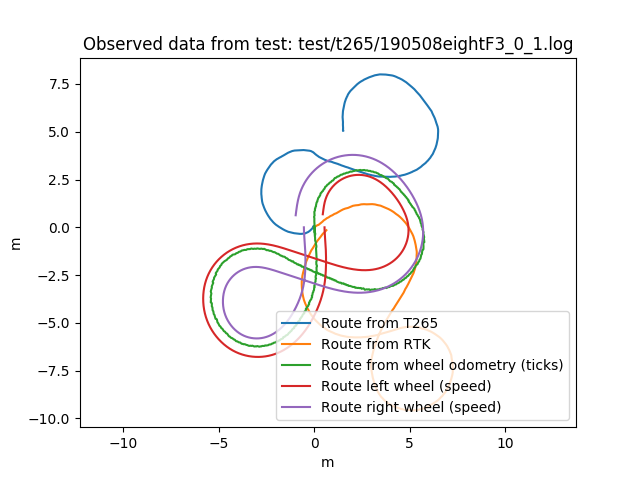 Observed data from test: test/t265/190508eightF3_0_1.log
7.5
5.0
2.5
0.0
−2.5
−5.0
−7.5
−10.0
m
Route from T265
Route from RTK
Route from wheel odometry (ticks)
Route left wheel (speed)
Route right wheel (speed)
−10
−5
0
5
10
m